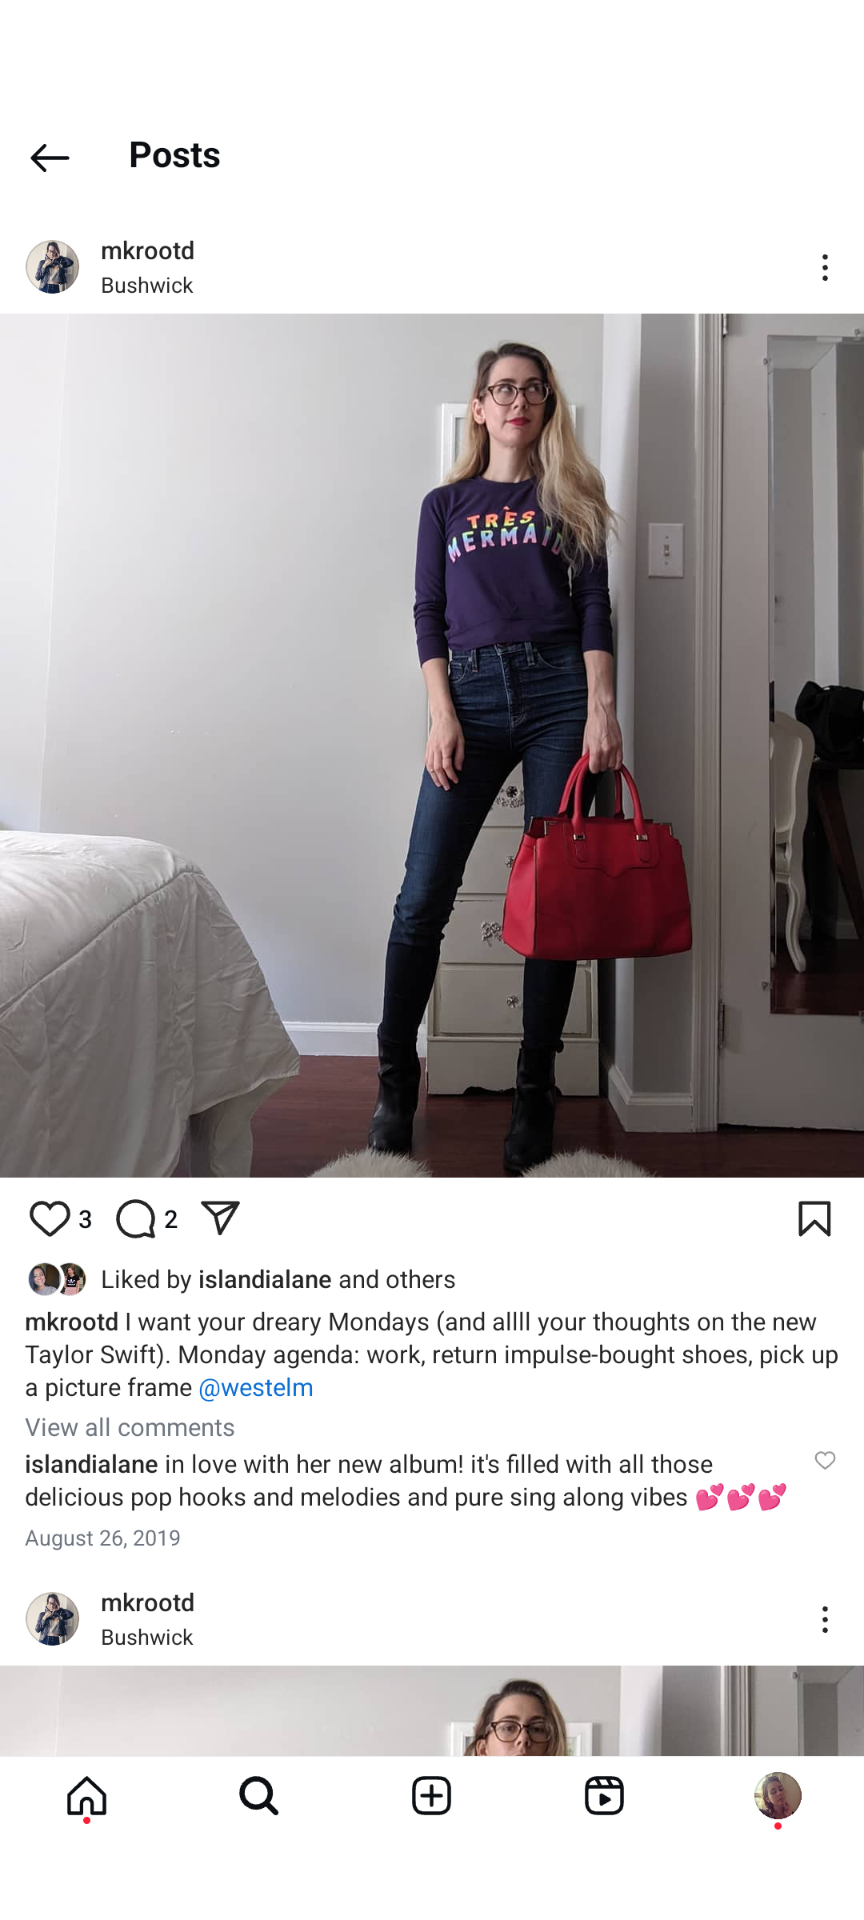 Posts
mkrootd
Bushwick
TRÈS
MERMAID
3 2
Liked by islandialane and others
mkrootd I want your dreary Mondays (and allll your thoughts on the new
Taylor Swift). Monday agenda: work, return impulse-bought shoes, pick up
a picture frame @westelm
View all comments
islandialane in love with her new album! it's filled with all those
delicious pop hooks and melodies and pure sing along vibes 💕💕💕
August 26, 2019
mkrootd
Bushwick